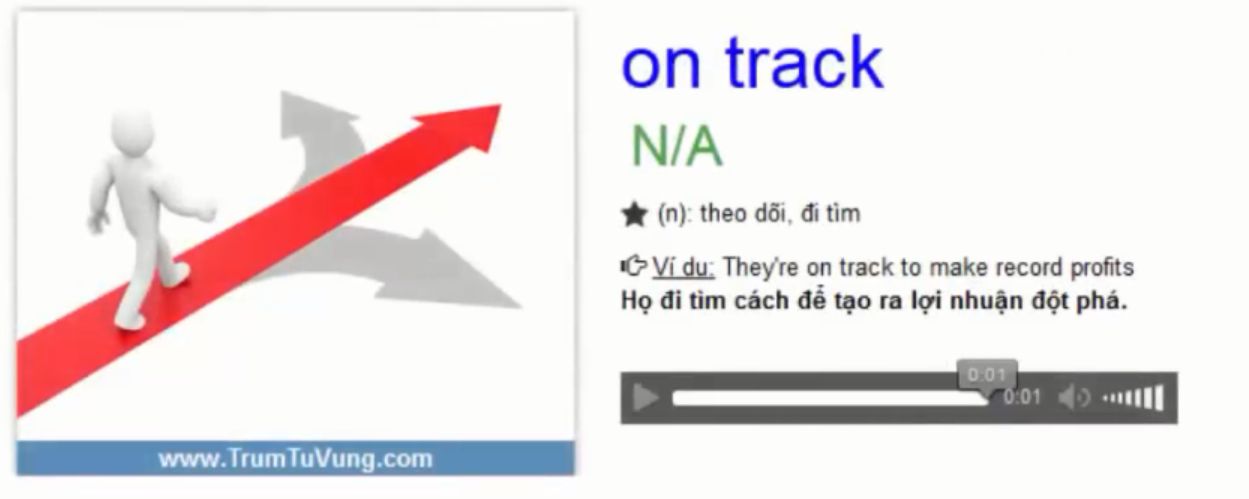 on track
N/A
★ (n): theo dõi, đi tìm
Ví dụ: They're on track to make record profits
Họ đi tìm cách để tạo ra lợi nhuận đột phá.
0:01
0:01
www.TrumTuVung.com